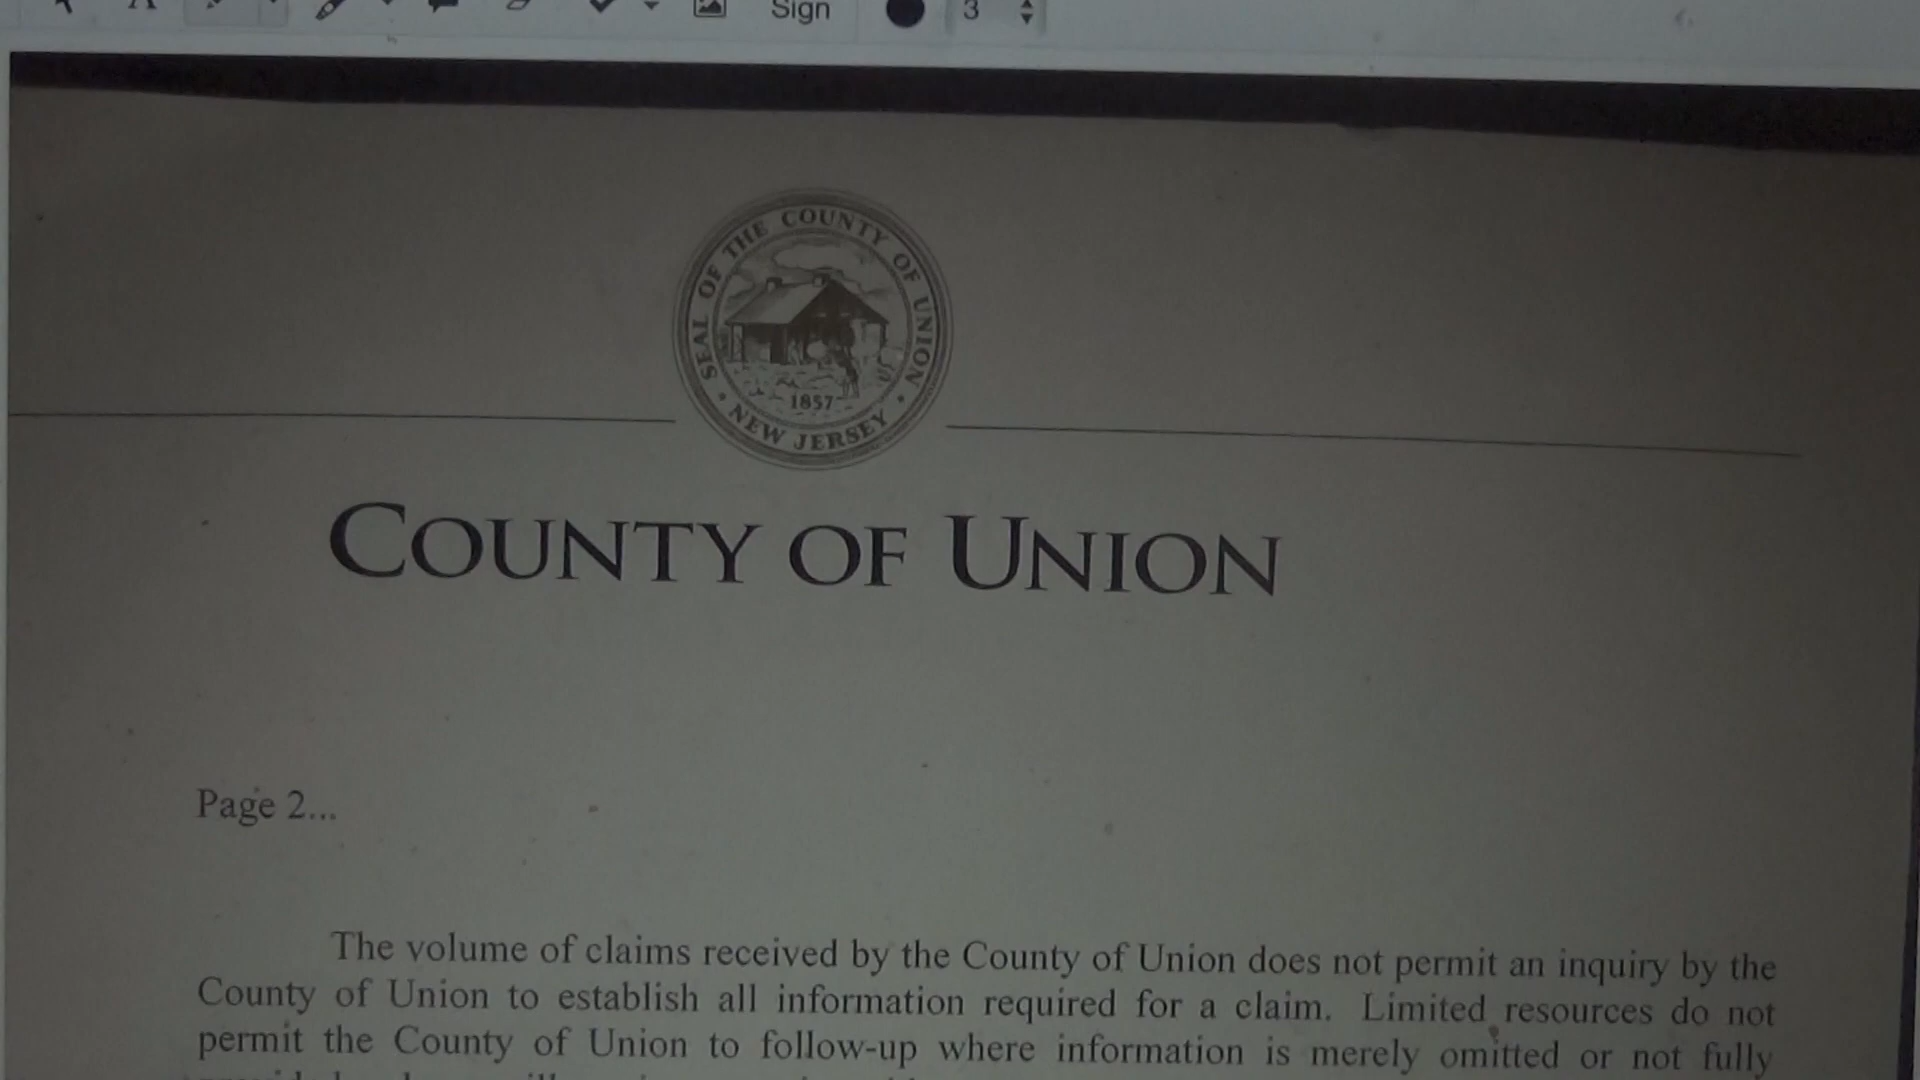 Sign
3
SEAL OF THE COUNTY OF UNION
1857
NEW JERSEY
COUNTY OF UNION
Page 2...
The volume of claims received by the County of Union does not permit an inquiry by the
County of Union to establish all information required for a claim. Limited resources do not
permit the County of Union to follow-up where information is merely omitted or not fully